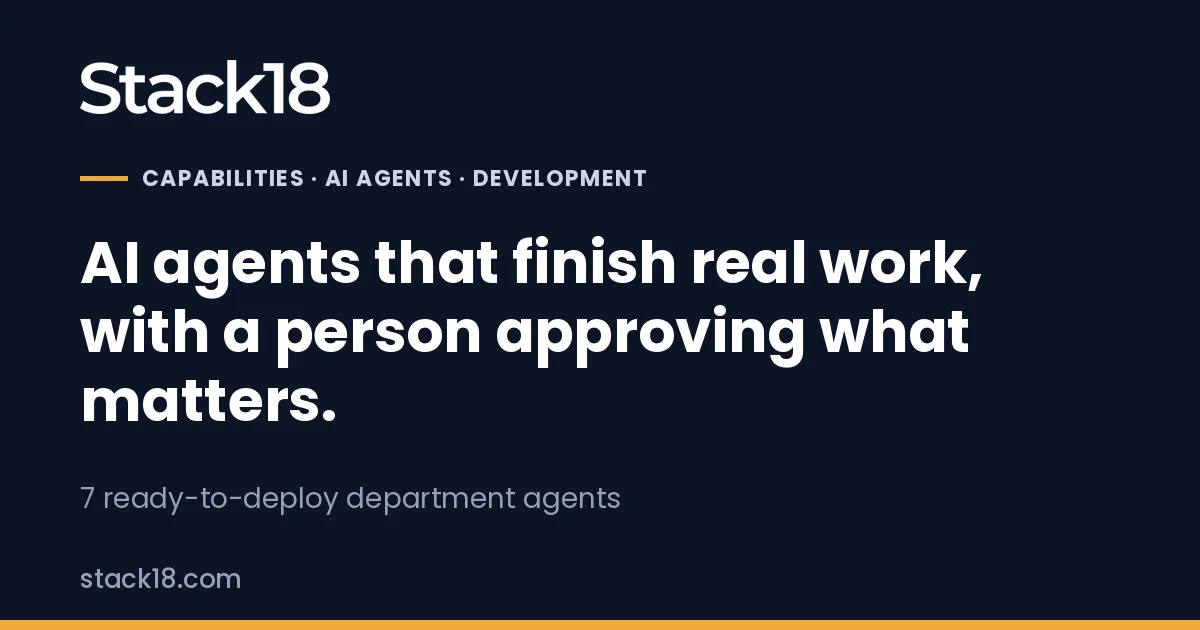 Stack18
CAPABILITIES · AI AGENTS · DEVELOPMENT
AI agents that finish real work,
with a person approving what
matters.
7 ready-to-deploy department agents
stack18.com